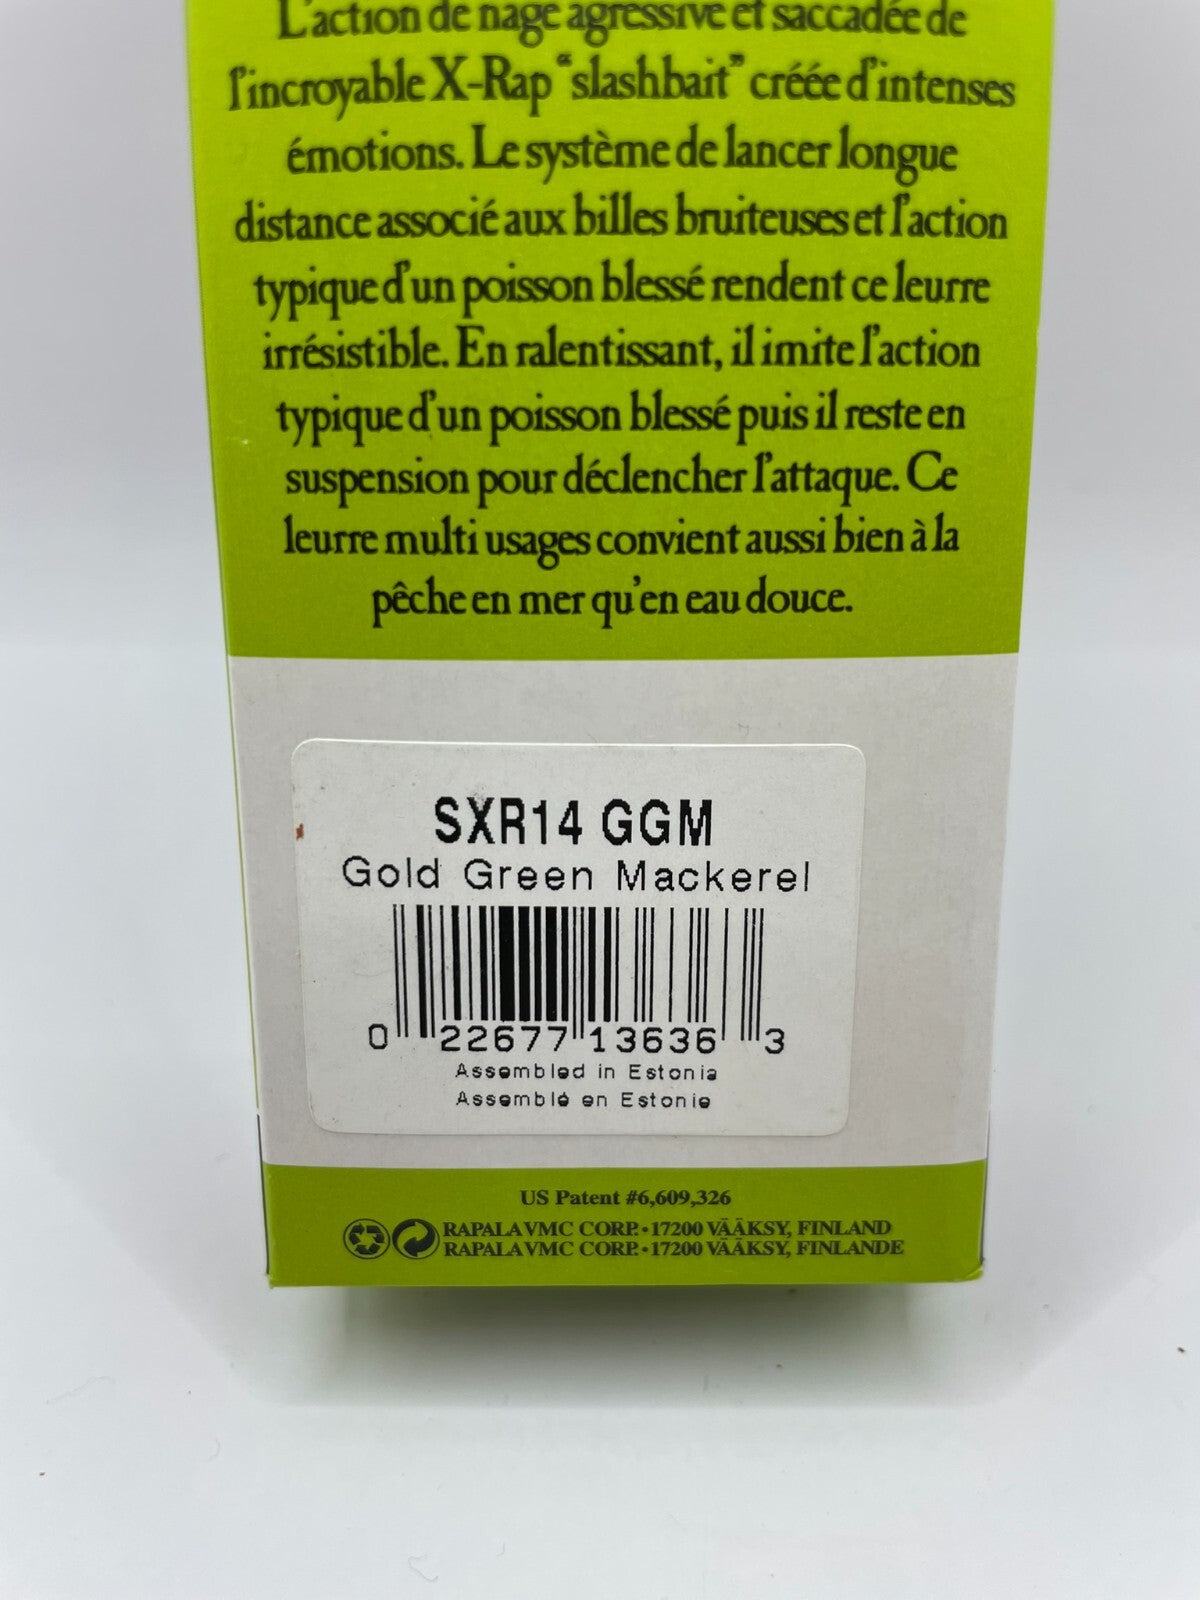 L'action de nage agressive et saccadée de
l'incroyable X-Rap "slashbait" créée d'intenses
émotions. Le système de lancer longue
distance associé aux billes bruiteuses et l'action
typique d'un poisson blessé rendent ce leurre
irrésistible. En ralentissant, il imite l'action
typique d'un poisson blessé puis il reste en
suspension pour déclencher l'attaque. Ce
leurre multi usages convient aussi bien à la
pêche en mer qu'en eau douce.
SXR14 GGM
Gold Green Mackerel
0 22677 13636 3
Assembled in Estonia
Assemblé en Estonie
US Patent #6,609,326
RAPALA VMC CORP. • 17200 VÄÄKSY, FINLAND
RAPALA VMC CORP. • 17200 VÄÄKSY, FINLANDE